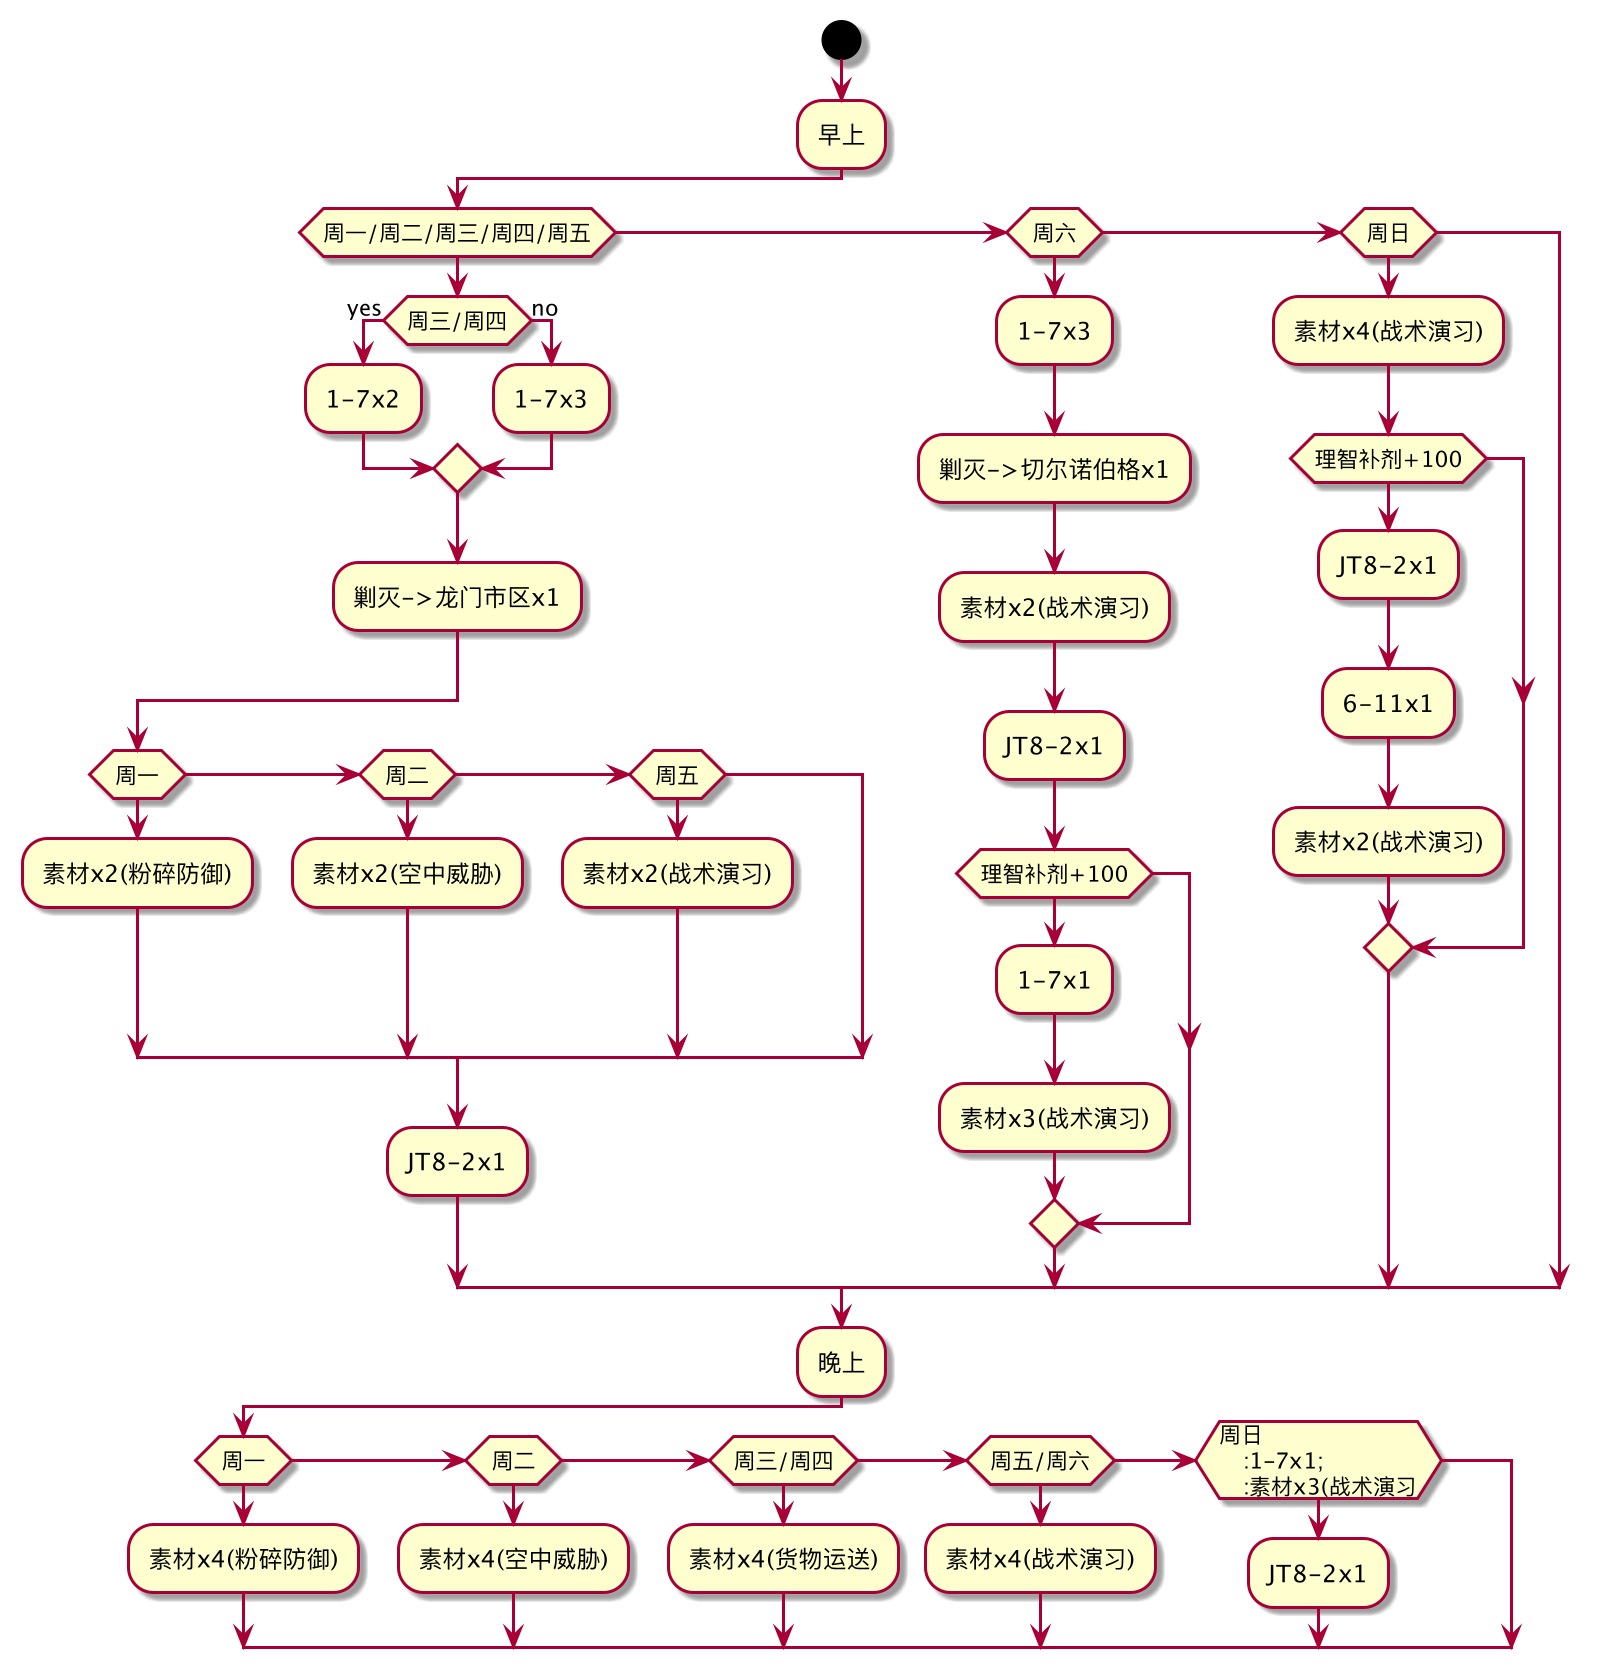 早上
周一/周二/周三/周四/周五
周三/周四
yes
no
1-7x2
1-7x3
剿灭->龙门市区x1
周一
素材x2(粉碎防御)
周二
素材x2(空中威胁)
周五
素材x2(战术演习)
JT8-2x1
周六
1-7x3
剿灭->切尔诺伯格x1
素材x2(战术演习)
JT8-2x1
理智补剂+100
1-7x1
素材x3(战术演习)
周日
素材x4(战术演习)
理智补剂+100
JT8-2x1
6-11x1
素材x2(战术演习)
晚上
周一
素材x4(粉碎防御)
周二
素材x4(空中威胁)
周三/周四
素材x4(货物运送)
周五/周六
素材x4(战术演习)
周日
:1-7x1;
:素材x3(战术演习
JT8-2x1